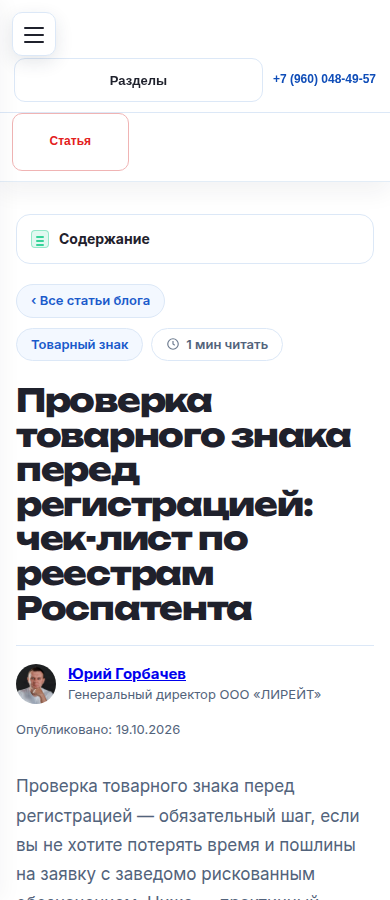 Разделы
+7 (960) 048-49-57
Статья
Содержание
‹ Все статьи блога
Товарный знак
1 мин читать
Проверка
товарного знака
перед
регистрацией:
чек-лист по
реестрам
Роспатента
Юрий Горбачев
Генеральный директор ООО «ЛИРЕЙТ»
Опубликовано: 19.10.2026
Проверка товарного знака перед
регистрацией — обязательный шаг, если
вы не хотите потерять время и пошлины
на заявку с заведомо рискованным